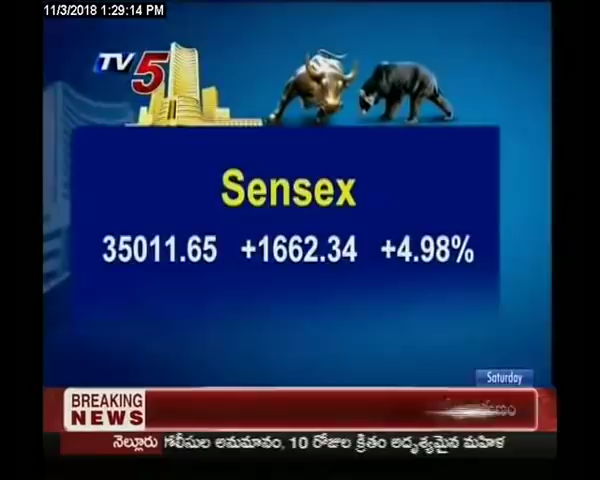 11/3/2018 1:29:14 PM
TV5
Sensex
35011.65 +1662.34 +4.98%
Saturday
BREAKING
NEWS
నెల్లూరు పోలీసుల అనుమానం, 10 రోజుల క్రితం అదృశ్యమైన మహిళ